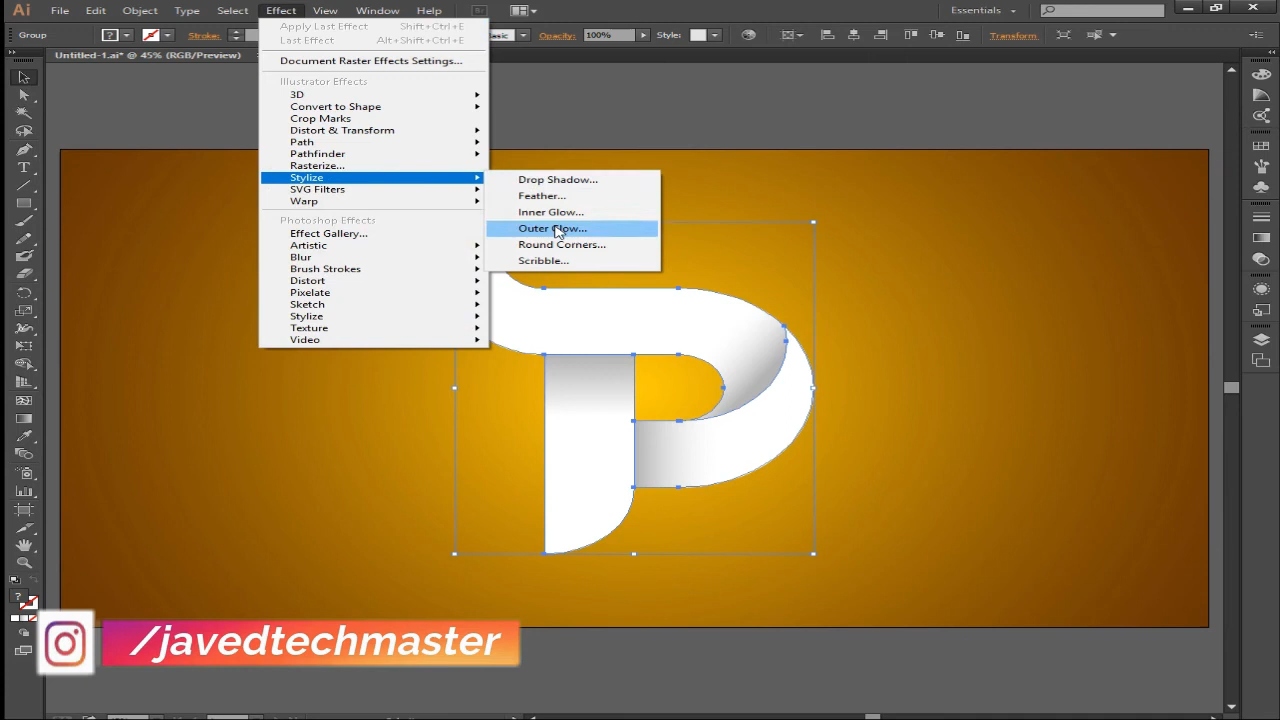 Ai File Edit Object Type Select Effect View Window Help Br Essentials
Group ? Stroke: Basic Opacity: 100% Style: Transform
Untitled-1.ai* @ 45% (RGB/Preview)
Apply Last Effect Shift+Ctrl+E
Last Effect Alt+Shift+Ctrl+E
Document Raster Effects Settings...
Illustrator Effects
3D
Convert to Shape
Crop Marks
Distort & Transform
Path
Pathfinder
Rasterize...
Stylize
SVG Filters
Warp
Photoshop Effects
Effect Gallery...
Artistic
Blur
Brush Strokes
Distort
Pixelate
Sketch
Stylize
Texture
Video
Drop Shadow...
Feather...
Inner Glow...
Outer Glow...
Round Corners...
Scribble...
P
/javedtechmaster